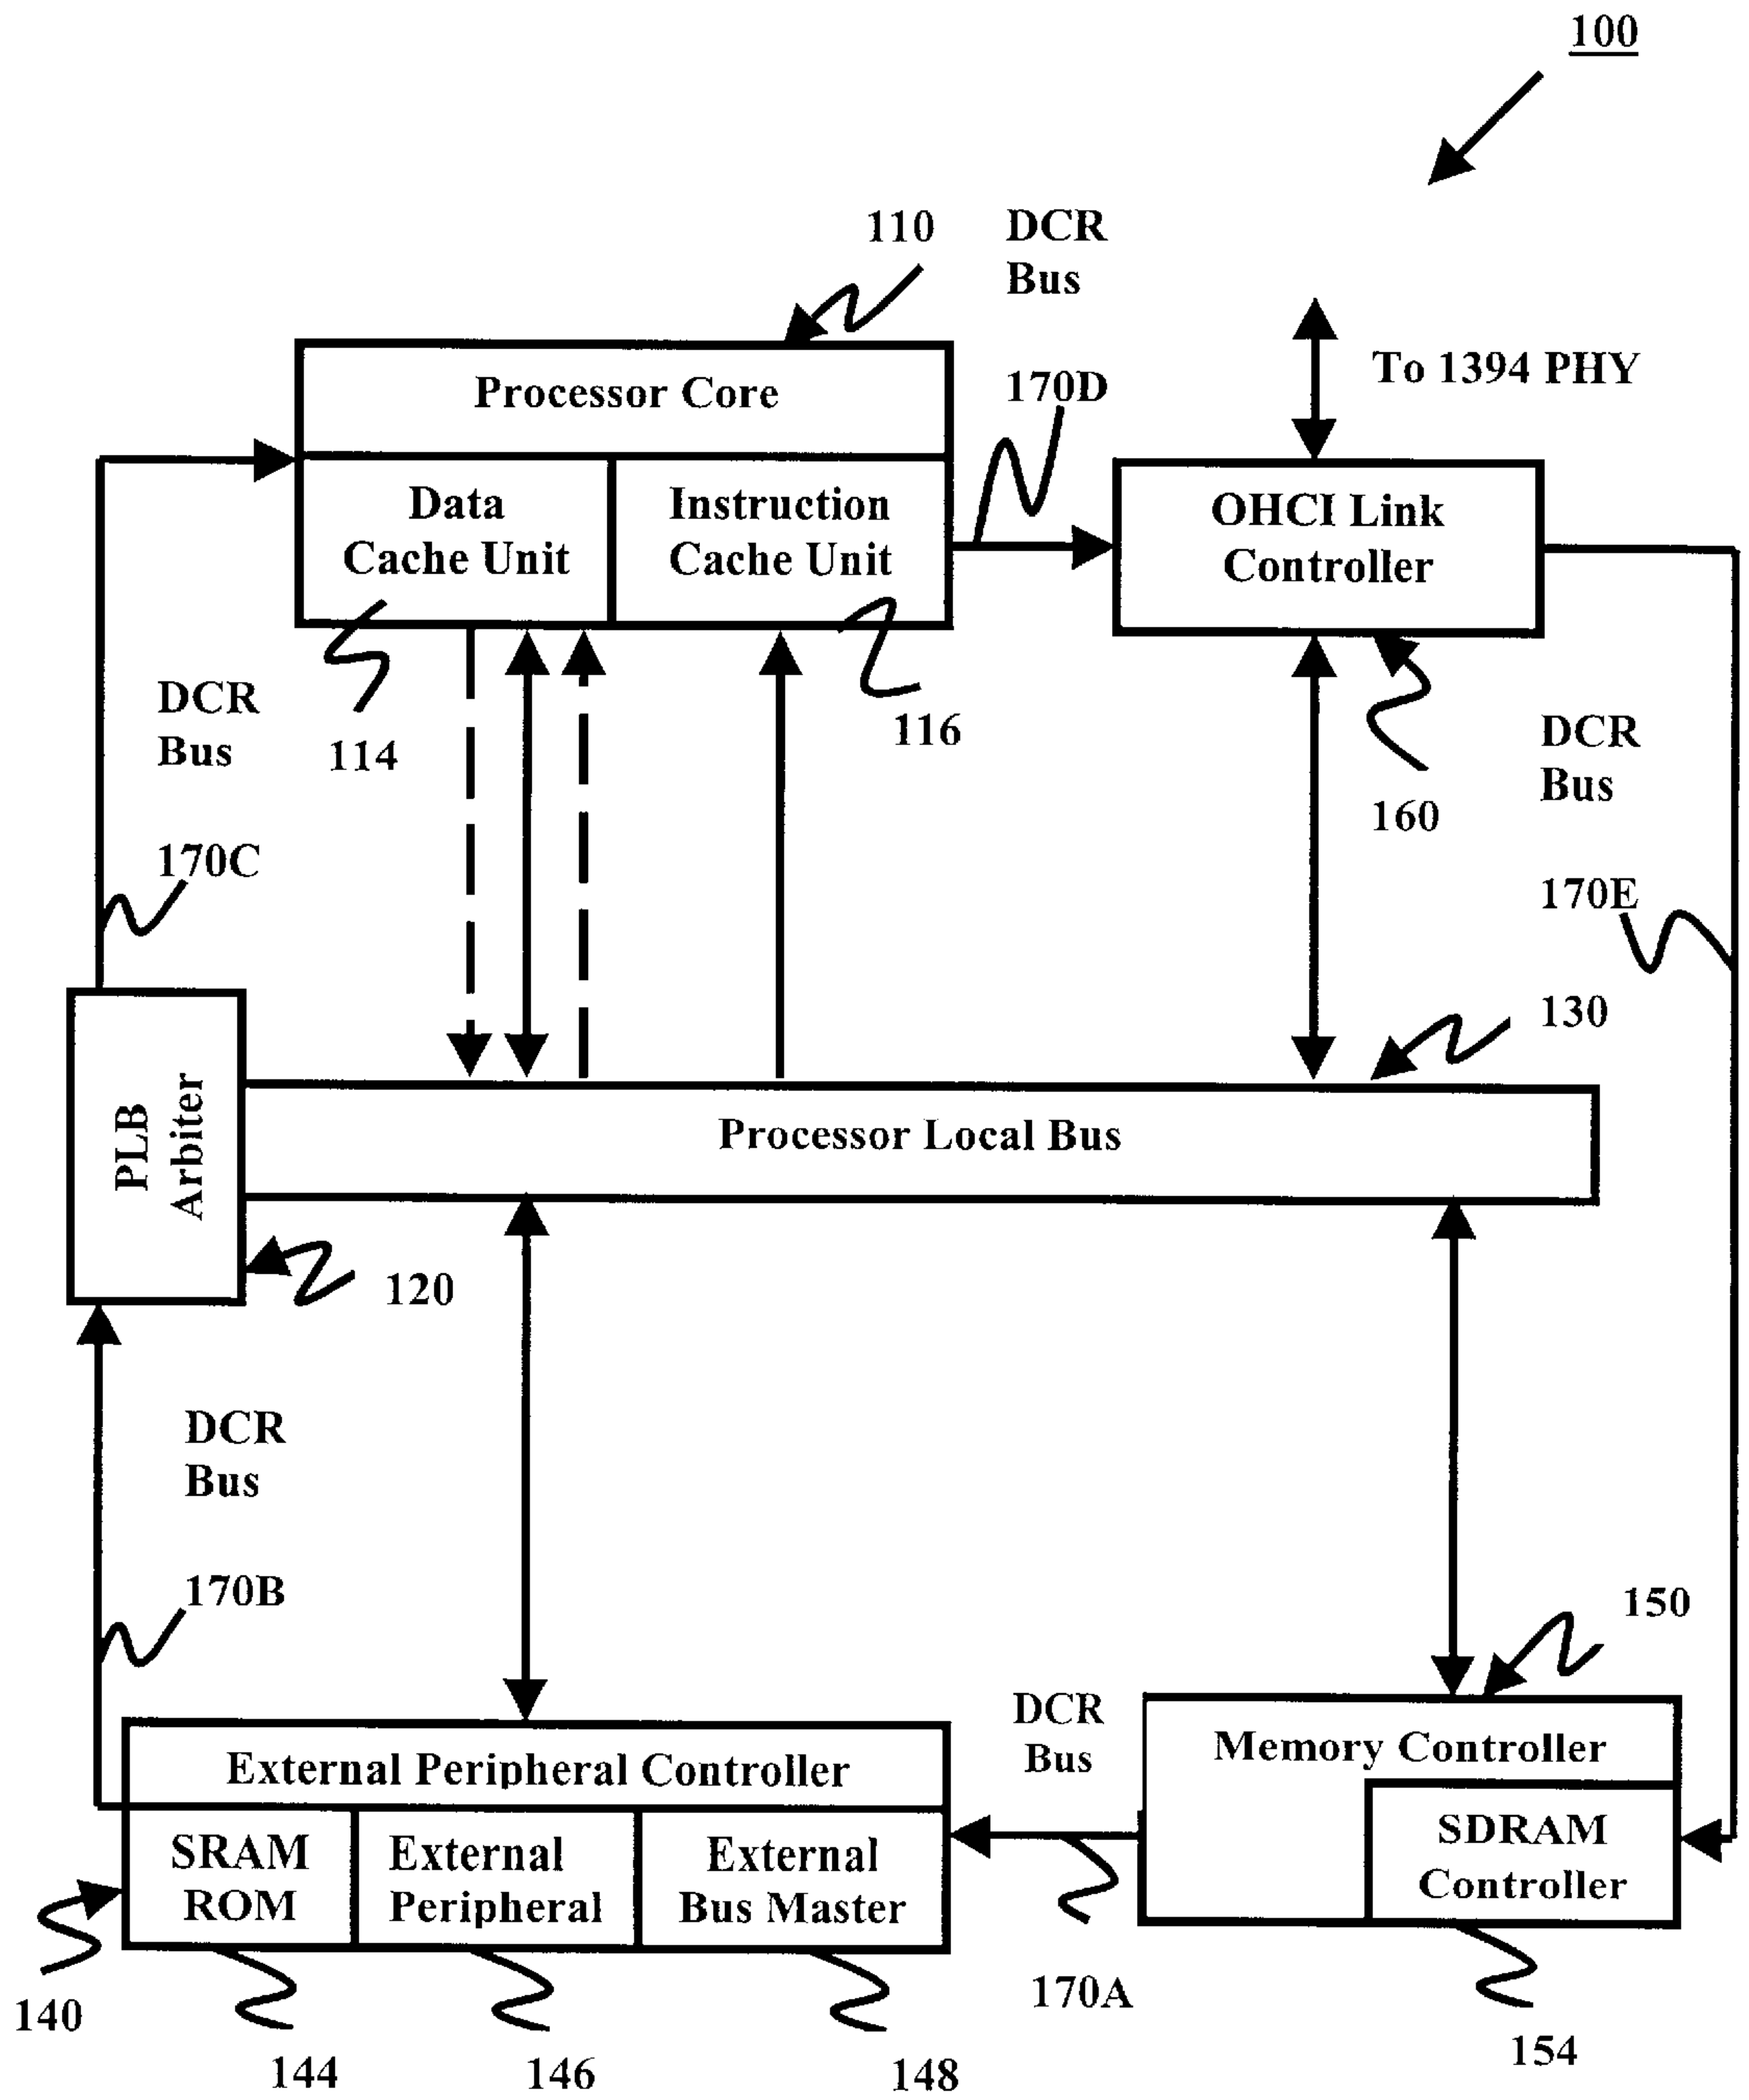 100
110
DCR
Bus
To 1394 PHY
Processor Core
170D
Data
Cache Unit
Instruction
Cache Unit
OHCI Link
Controller
DCR
Bus
114
116
160
DCR
Bus
170C
170E
130
PLB
Arbiter
Processor Local Bus
120
DCR
Bus
170B
150
DCR
Bus
External Peripheral Controller
Memory Controller
SRAM
ROM
External
Peripheral
External
Bus Master
SDRAM
Controller
140
144
146
148
170A
154